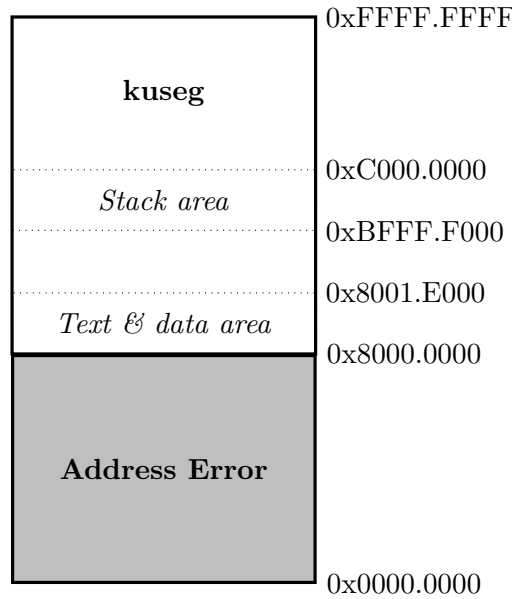 0xFFFF.FFFF
kuseg
0xC000.0000
Stack area
0xBFFF.F000
0x8001.E000
Text & data area
0x8000.0000
Address Error
0x0000.0000